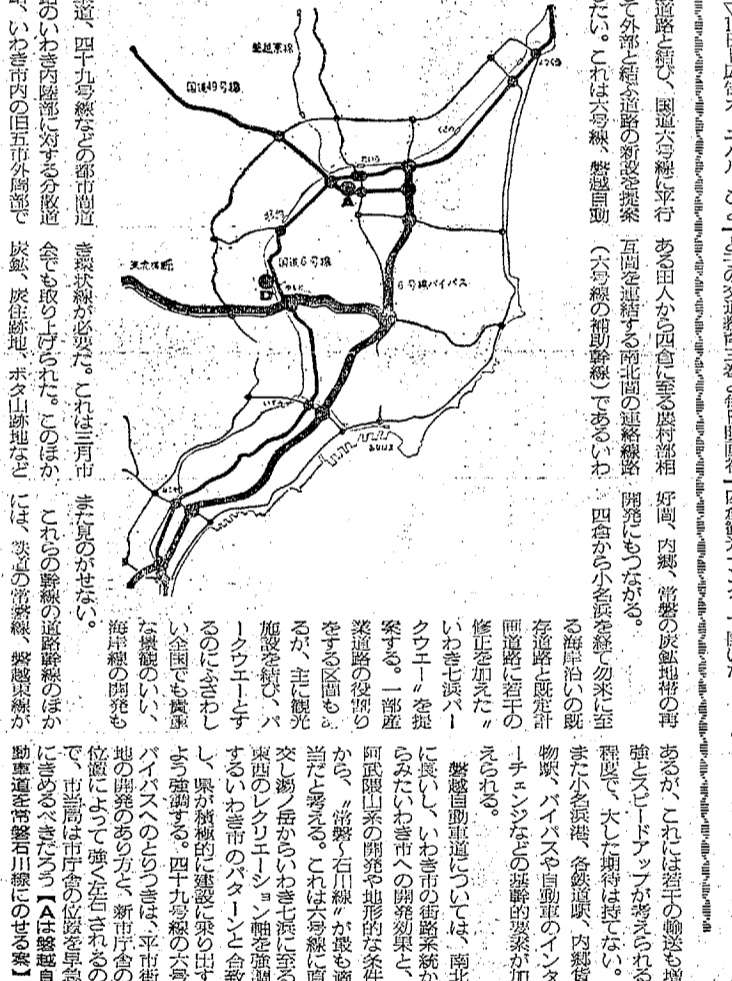 道路と結び、国道六号線に平行
て外部と結ぶ道路の新設を提案
たい。これは六号線、磐越自動
道、四十九号線などの都市間道
路のいわき内陸部に対する分散道
、いわき市内の旧五市外周部で
磐越東線
国道49号線
国道6号線
6号線バイパス
A
D
ある田人から四倉に至る農村部相
互間を連結する南北間の連絡線路
（六号線の補助幹線）であるいわ
き環状線が必要だ。これは三月市
会でも取り上げられた。このほか
炭鉱、炭住跡地、ボタ山跡地など
好間、内郷、常磐の炭鉱地帯の再
開発にもつながる。
四倉から小名浜を経て勿来に至
る海岸沿いの既
存道路と既定計
画道路に若干の
修正を加えた〝
いわき七浜パー
クウエー〟を提
案する。一部産
業道路の役割り
をする区間も
るが、主に観光
施設を結び、パ
ークウエーとす
るのにふさわし
い全国でも貴重
な景観のいい、
海岸線の開発も
また見のがせない。
これらの幹線の道路幹線のほか
には、鉄道の常磐線、磐越東線が
あるが、これには若干の輸送も増
強とスピードアップが考えられる
程度で、大した期待は持てない。
また小名浜港、各鉄道駅、内郷貨
物駅、バイパスや自動車のインタ
ーチェンジなどの基幹的要素が加
えられる。
磐越自動車道については、南北
に長いし、いわき市の街路系統か
らみたいわき市への開発効果と、
阿武隈山系の開発や地形的な条件
から、〝常磐～石川線〟が最も適
当だと考える。これは六号線に直
交し湯ノ岳からいわき七浜に至る
東西のレクリエーション軸を強調
するいわき市のパターンと合致
し、県が積極的に建設に乗り出す
よう強調する。四十九号線の六号
バイパスへのとりつきは、平市街
地の開発のあり方と、新市庁舎の
位置によって強く左右されるの
で、市当局は市庁舎の位置を早急
にきめるべきだろう【Aは磐越自
動車道を常磐石川線にのせる案】